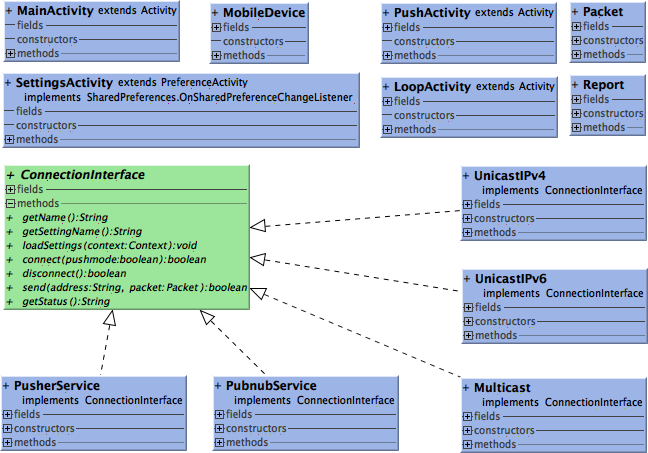 + MainActivity extends Activity
fields
constructors
methods
+ MobileDevice
fields
constructors
methods
+ PushActivity extends Activity
fields
constructors
methods
+ Packet
fields
constructors
methods
+ SettingsActivity extends PreferenceActivity
implements SharedPreferences.OnSharedPreferenceChangeListener
fields
constructors
methods
+ LoopActivity extends Activity
fields
constructors
methods
+ Report
fields
constructors
methods
+ ConnectionInterface
fields
methods
+ getName():String
+ getSettingName():String
+ loadSettings(context:Context):void
+ connect(pushmode:boolean):boolean
+ disconnect():boolean
+ send(address:String, packet:Packet):boolean
+ getStatus():String
+ UnicastIPv4
implements ConnectionInterface
fields
constructors
methods
+ UnicastIPv6
implements ConnectionInterface
fields
constructors
methods
+ PusherService
implements ConnectionInterface
fields
constructors
methods
+ PubnubService
implements ConnectionInterface
fields
constructors
methods
+ Multicast
implements ConnectionInterface
fields
constructors
methods